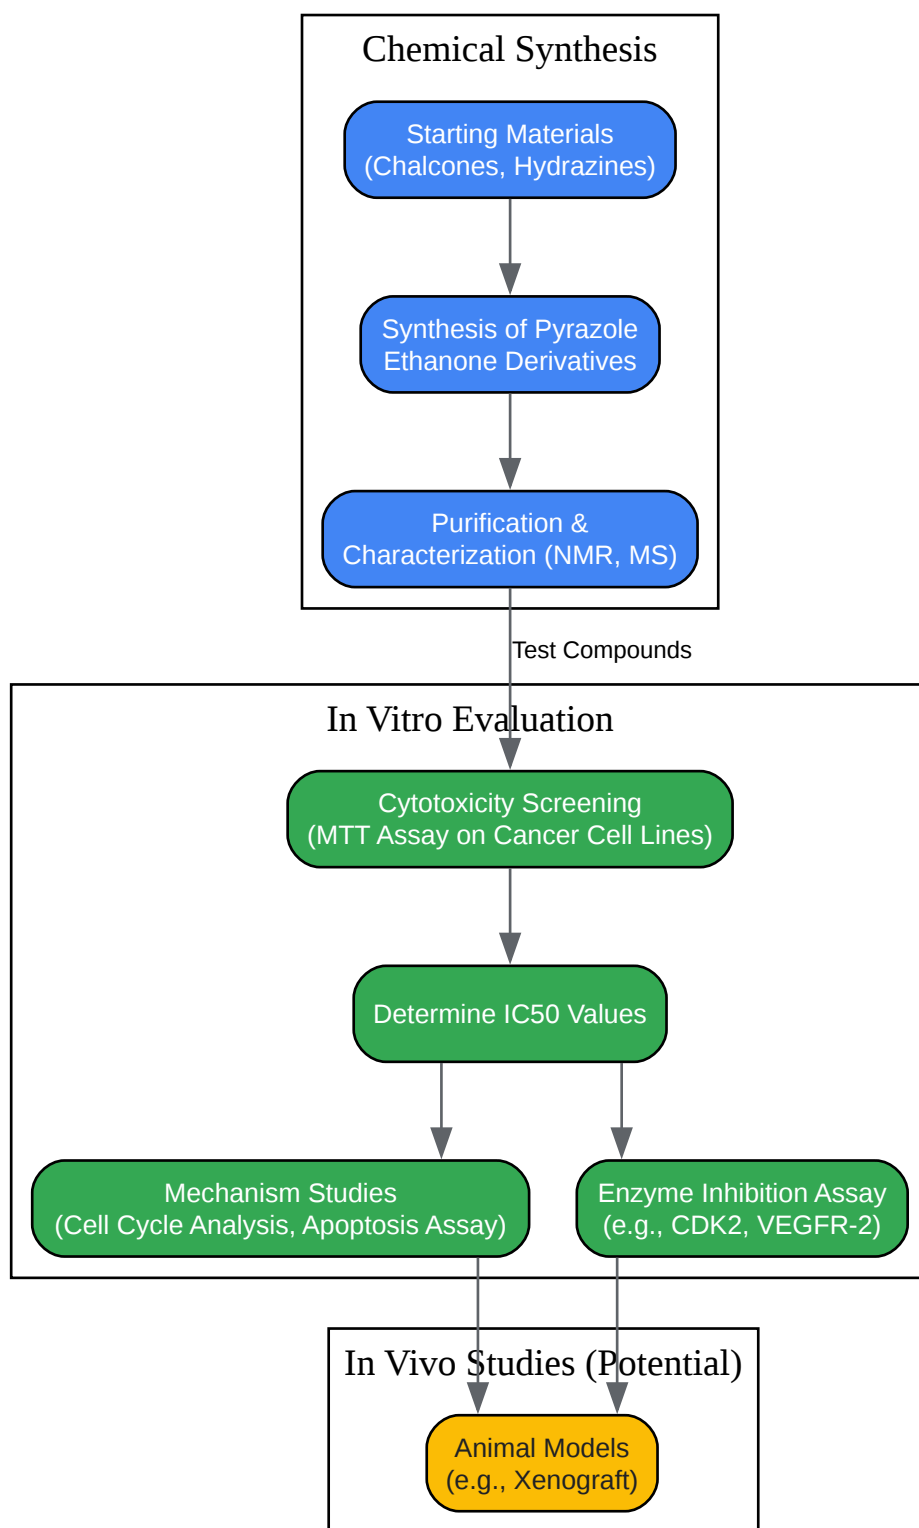 Chemical Synthesis
Starting Materials
(Chalcones, Hydrazines)
Synthesis of Pyrazole
Ethanone Derivatives
Purification &
Characterization (NMR, MS)
Test Compounds
In Vitro Evaluation
Cytotoxicity Screening
(MTT Assay on Cancer Cell Lines)
Determine IC50 Values
Mechanism Studies
(Cell Cycle Analysis, Apoptosis Assay)
Enzyme Inhibition Assay
(e.g., CDK2, VEGFR-2)
In Vivo Studies (Potential)
Animal Models
(e.g., Xenograft)